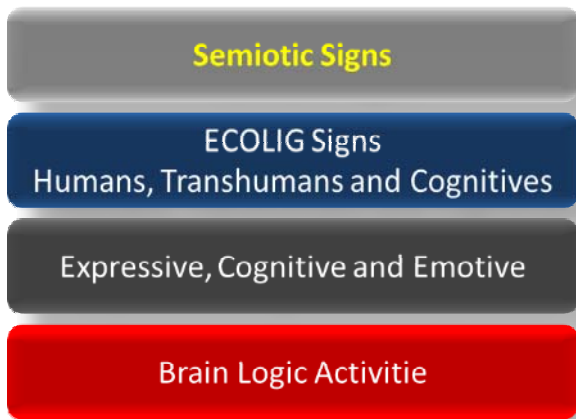 Semiotic Signs
ECOLIG Signs
Humans, Transhumans and Cognitives
Expressive, Cognitive and Emotive
Brain Logic Activitie